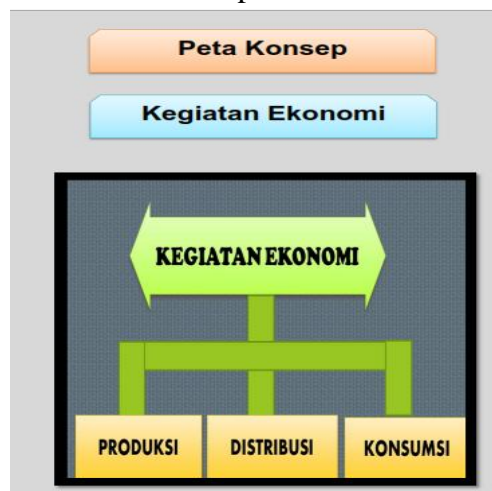 Peta Konsep
Kegiatan Ekonomi
KEGIATAN EKONOMI
PRODUKSI
DISTRIBUSI
KONSUMSI